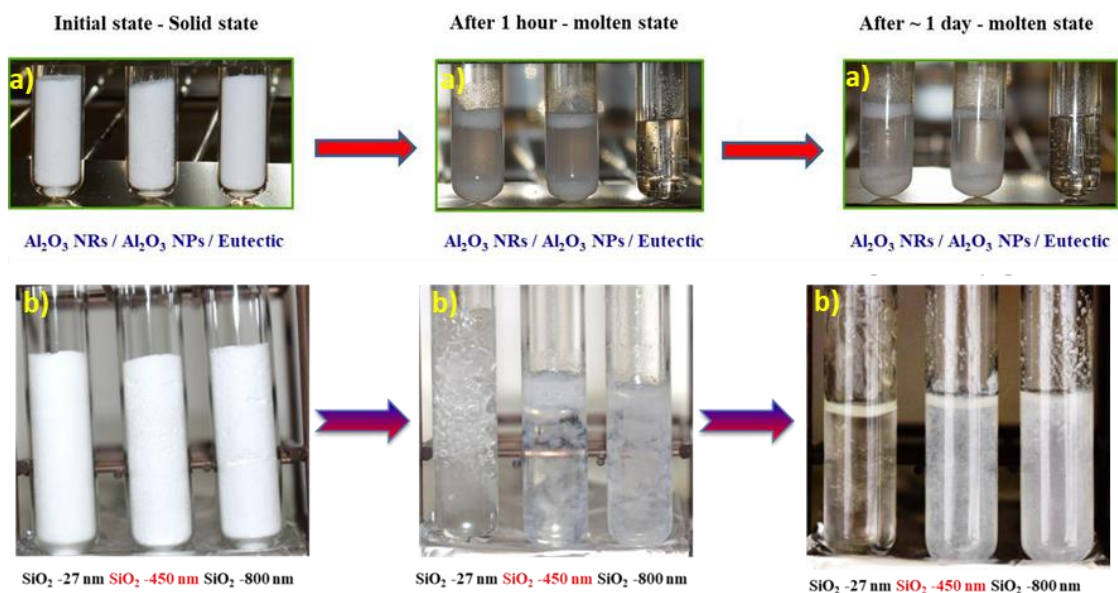 Initial state - Solid state
After 1 hour - molten state
After ~ 1 day - molten state
a)
a)
a)
Al₂O₃ NRs / Al₂O₃ NPs / Eutectic
Al₂O₃ NRs / Al₂O₃ NPs / Eutectic
Al₂O₃ NRs / Al₂O₃ NPs / Eutectic
b)
b)
b)
SiO₂ -27 nm SiO₂ -450 nm SiO₂ -800 nm
SiO₂ -27 nm SiO₂ -450 nm SiO₂ -800 nm
SiO₂ -27 nm SiO₂ -450 nm SiO₂ -800 nm